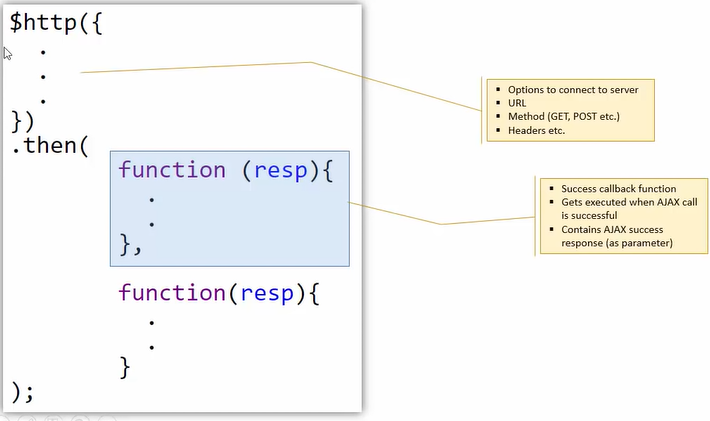 $http({
.
.
.
})
.then(
function (resp){
.
.
},
function(resp){
.
.
}
);
▪ Options to connect to server
▪ URL
▪ Method (GET, POST etc.)
▪ Headers etc.
▪ Success callback function
▪ Gets executed when AJAX call
is successful
▪ Contains AJAX success
response (as parameter)